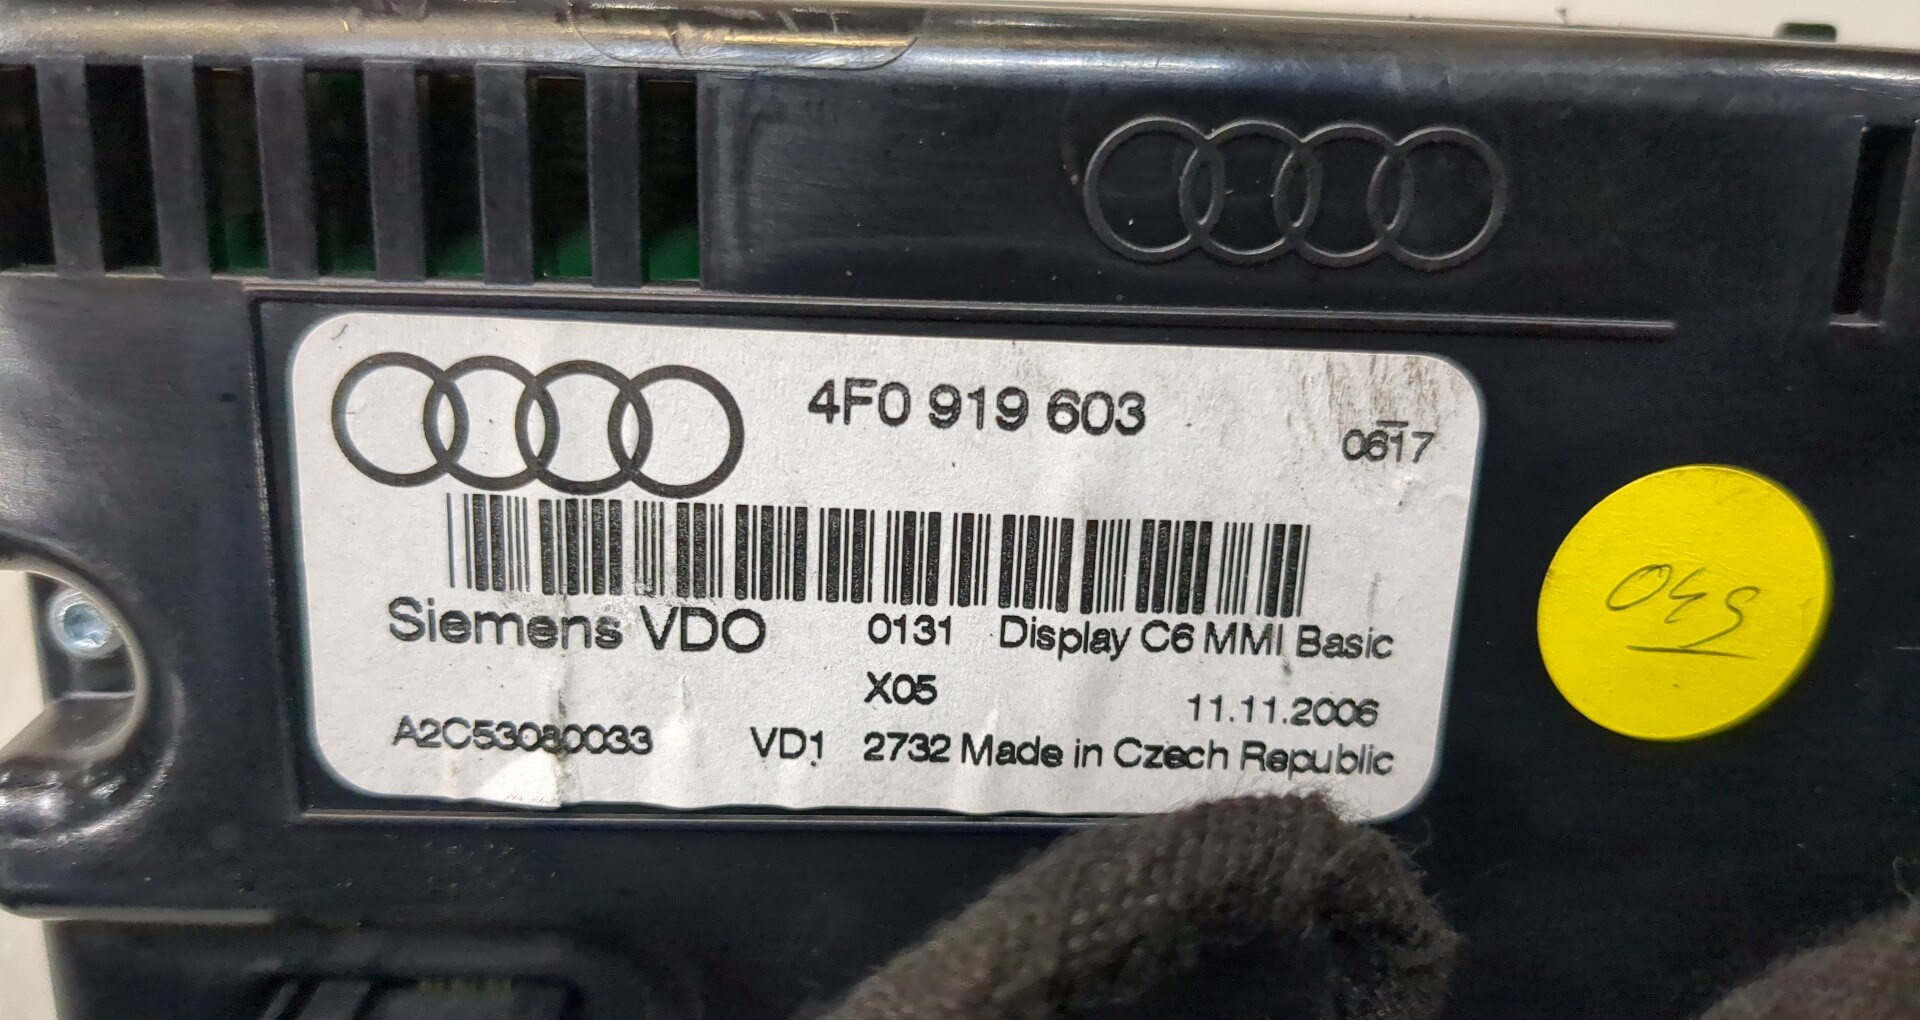 4F0 919 603
0617
Siemens VDO 0131 Display C6 MMI Basic
X05 11.11.2006
A2C53080033 VD1 2732 Made in Czech Republic